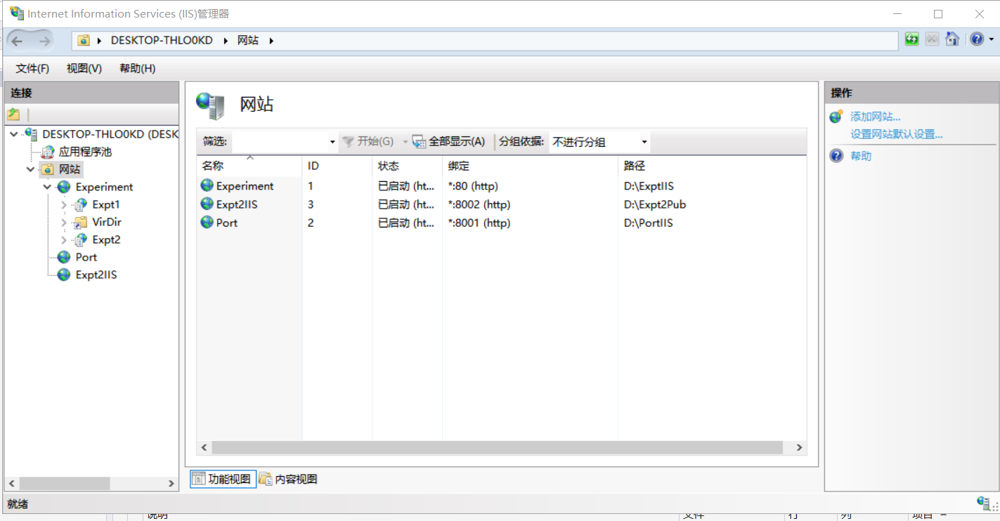 Internet Information Services (IIS)管理器
DESKTOP-THLO0KD 网站
文件(F) 视图(V) 帮助(H)
连接
DESKTOP-THLO0KD (DESK
应用程序池
网站
Experiment
Expt1
VirDir
Expt2
Port
Expt2IIS
网站
筛选: 开始(G) 全部显示(A) 分组依据: 不进行分组
名称 ID 状态 绑定 路径
Experiment 1 已启动 (ht... *:80 (http) D:\ExptIIS
Expt2IIS 3 已启动 (ht... *:8002 (http) D:\Expt2Pub
Port 2 已启动 (ht... *:8001 (http) D:\PortIIS
功能视图 内容视图
操作
添加网站...
设置网站默认设置...
帮助
就绪
说明 文件 行 列 项目